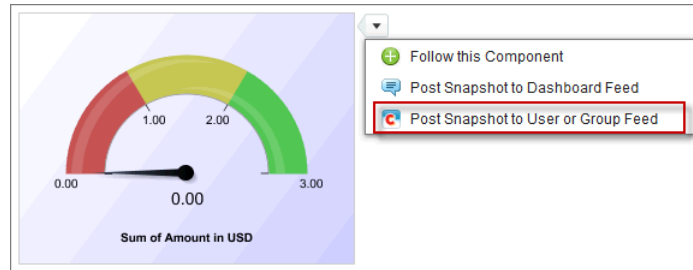 Follow this Component
Post Snapshot to Dashboard Feed
C Post Snapshot to User or Group Feed
1.00 2.00
0.00 3.00
0.00
Sum of Amount in USD